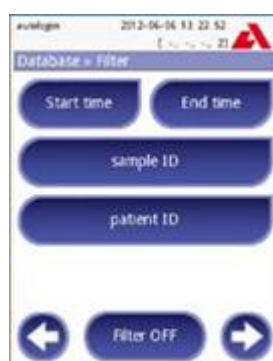 autologin 2012-06-06 13 22 52
[ -, -, -, 2]
Database » Filter
Start time End time
sample ID
patient ID
Filter OFF